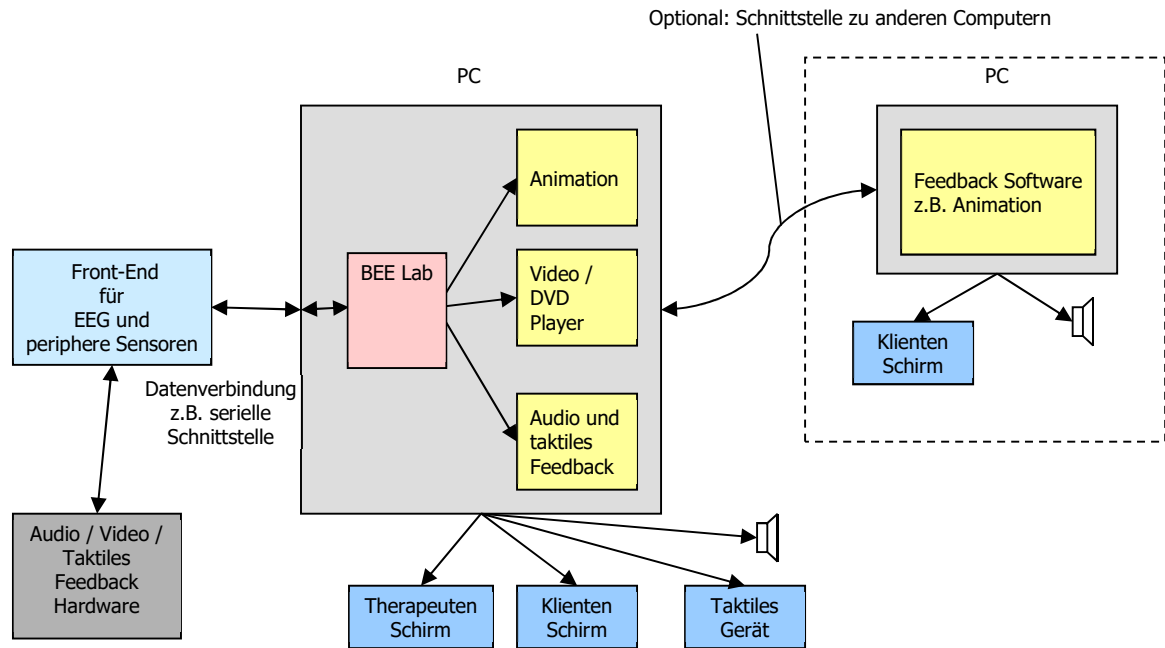 Optional: Schnittstelle zu anderen Computern
PC
PC
Animation
Feedback Software
z.B. Animation
Front-End
für
EEG und
periphere Sensoren
BEE Lab
Video /
DVD
Player
Klienten
Schirm
Datenverbindung
z.B. serielle
Schnittstelle
Audio und
taktiles
Feedback
Audio / Video /
Taktiles
Feedback
Hardware
Therapeuten
Schirm
Klienten
Schirm
Taktiles
Gerät